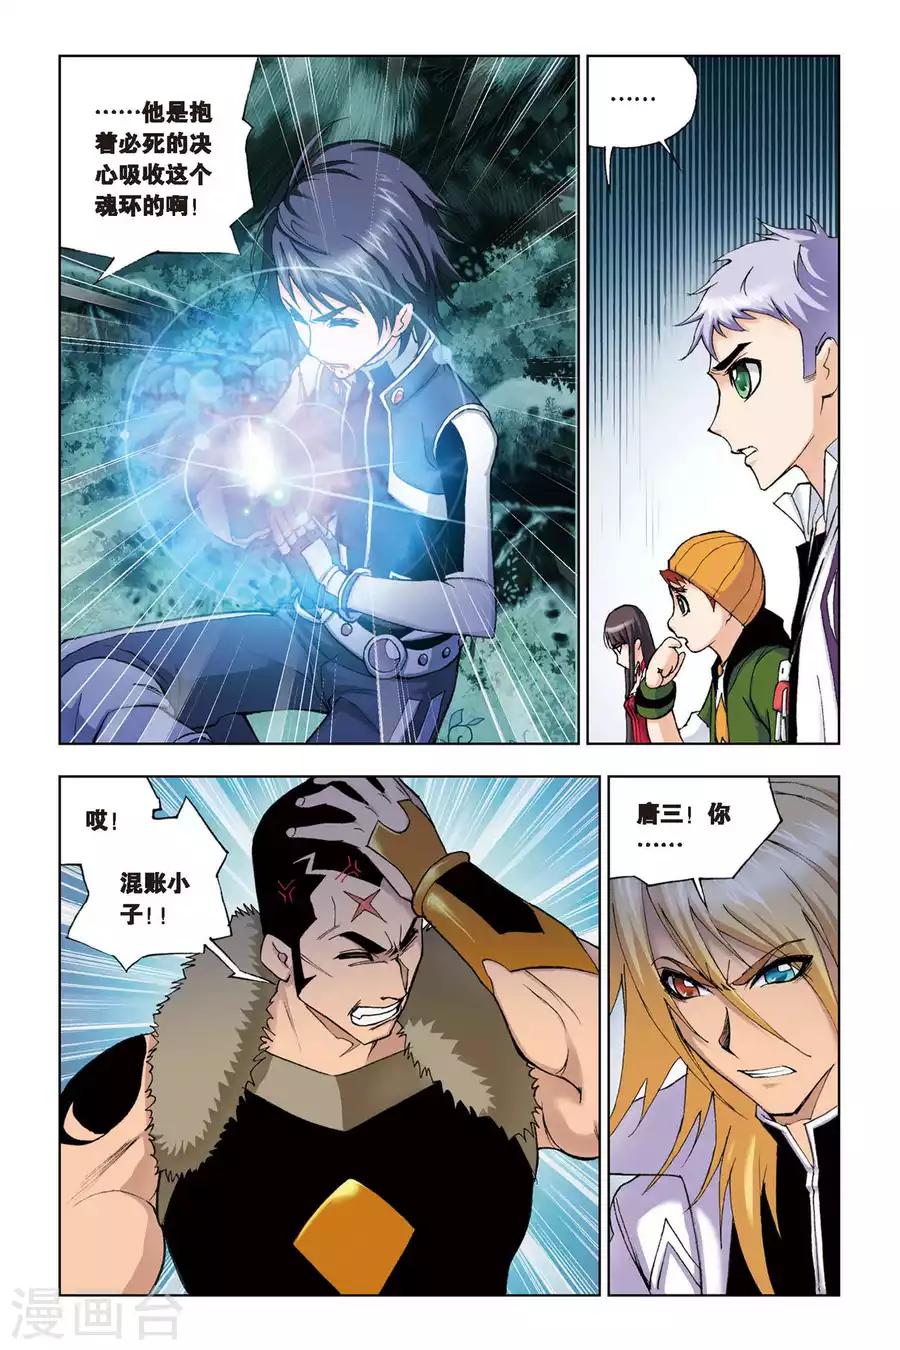 ……他是抱
着必死的决
心吸收这个
魂环的啊！
……
哎！
混账小
子！！
唐三！你
……
漫画台